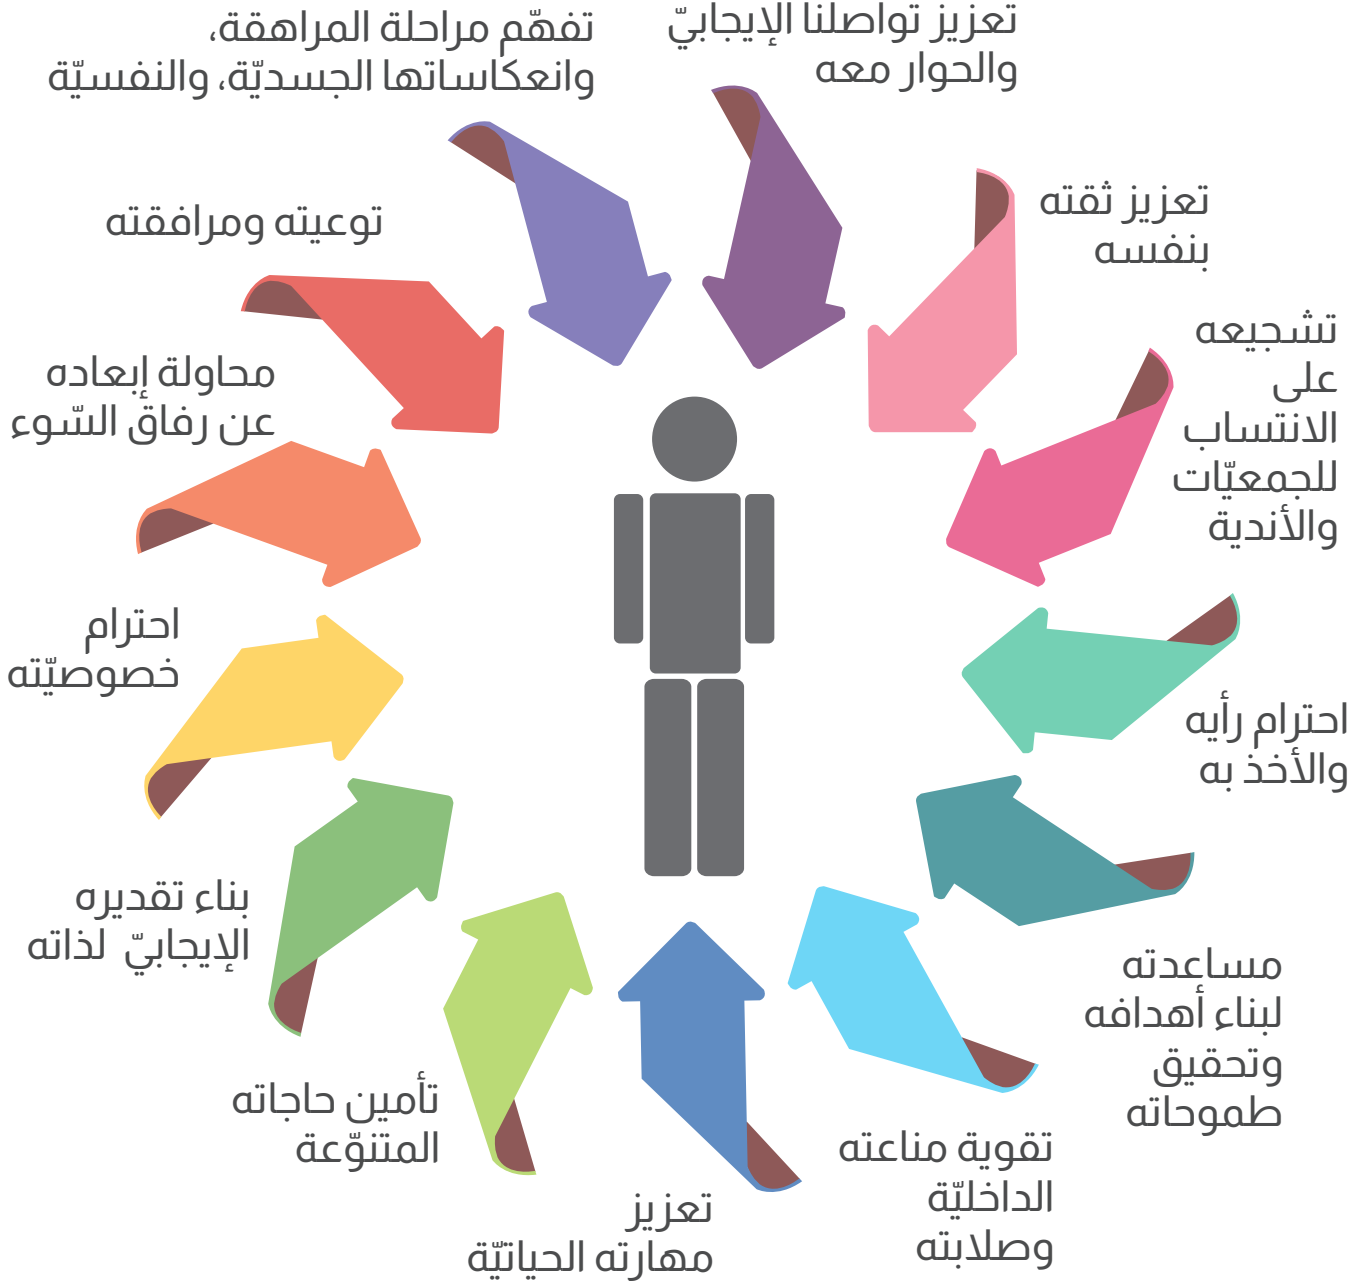 تعزيز تواصلنا الإيجابيّ
والحوار معه
تعزيز ثقته
بنفسه
تشجيعه
على
الانتساب
للجمعيّات
والأندية
احترام رأيه
والأخذ به
مساعدته
لبناء أهدافه
وتحقيق
طموحاته
تقوية مناعته
الداخليّة
وصلابته
تعزيز
مهارته الحياتيّة
تأمين حاجاته
المتنوّعة
بناء تقديره
الإيجابيّ لذاته
احترام
خصوصيّته
محاولة إبعاده
عن رفاق السّوء
توعيته ومرافقته
تفهّم مراحلة المراهقة،
وانعكاساتها الجسديّة، والنفسيّة